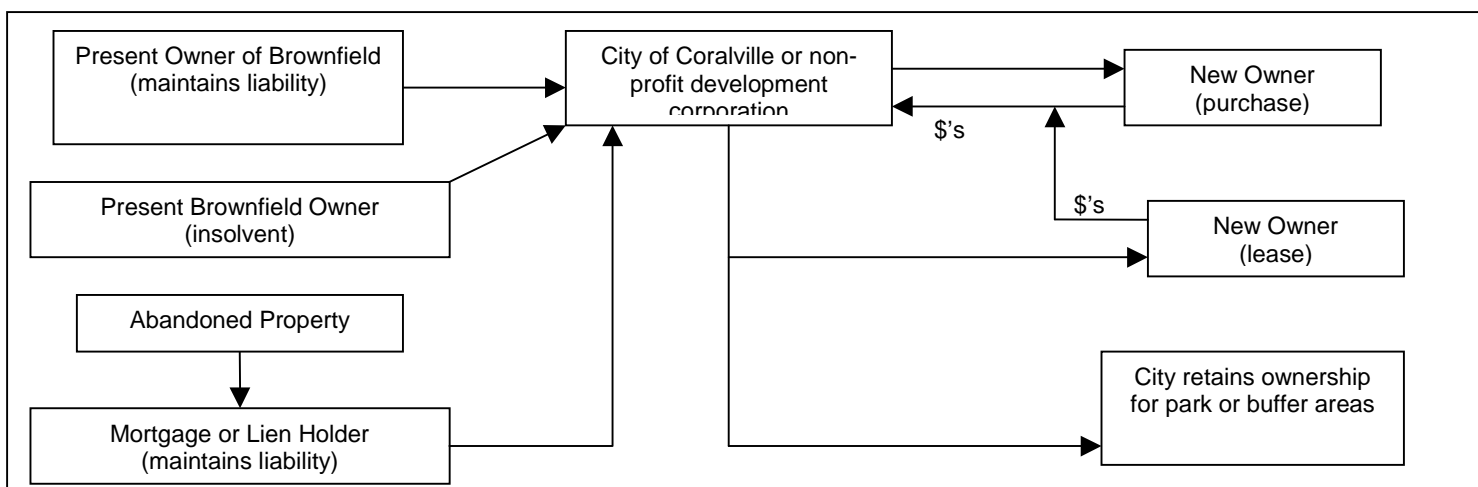 Present Owner of Brownfield
(maintains liability)
City of Coralville or non-
profit development
corporation
New Owner
(purchase)
$'s
Present Brownfield Owner
(insolvent)
$'s
New Owner
(lease)
Abandoned Property
City retains ownership
for park or buffer areas
Mortgage or Lien Holder
(maintains liability)